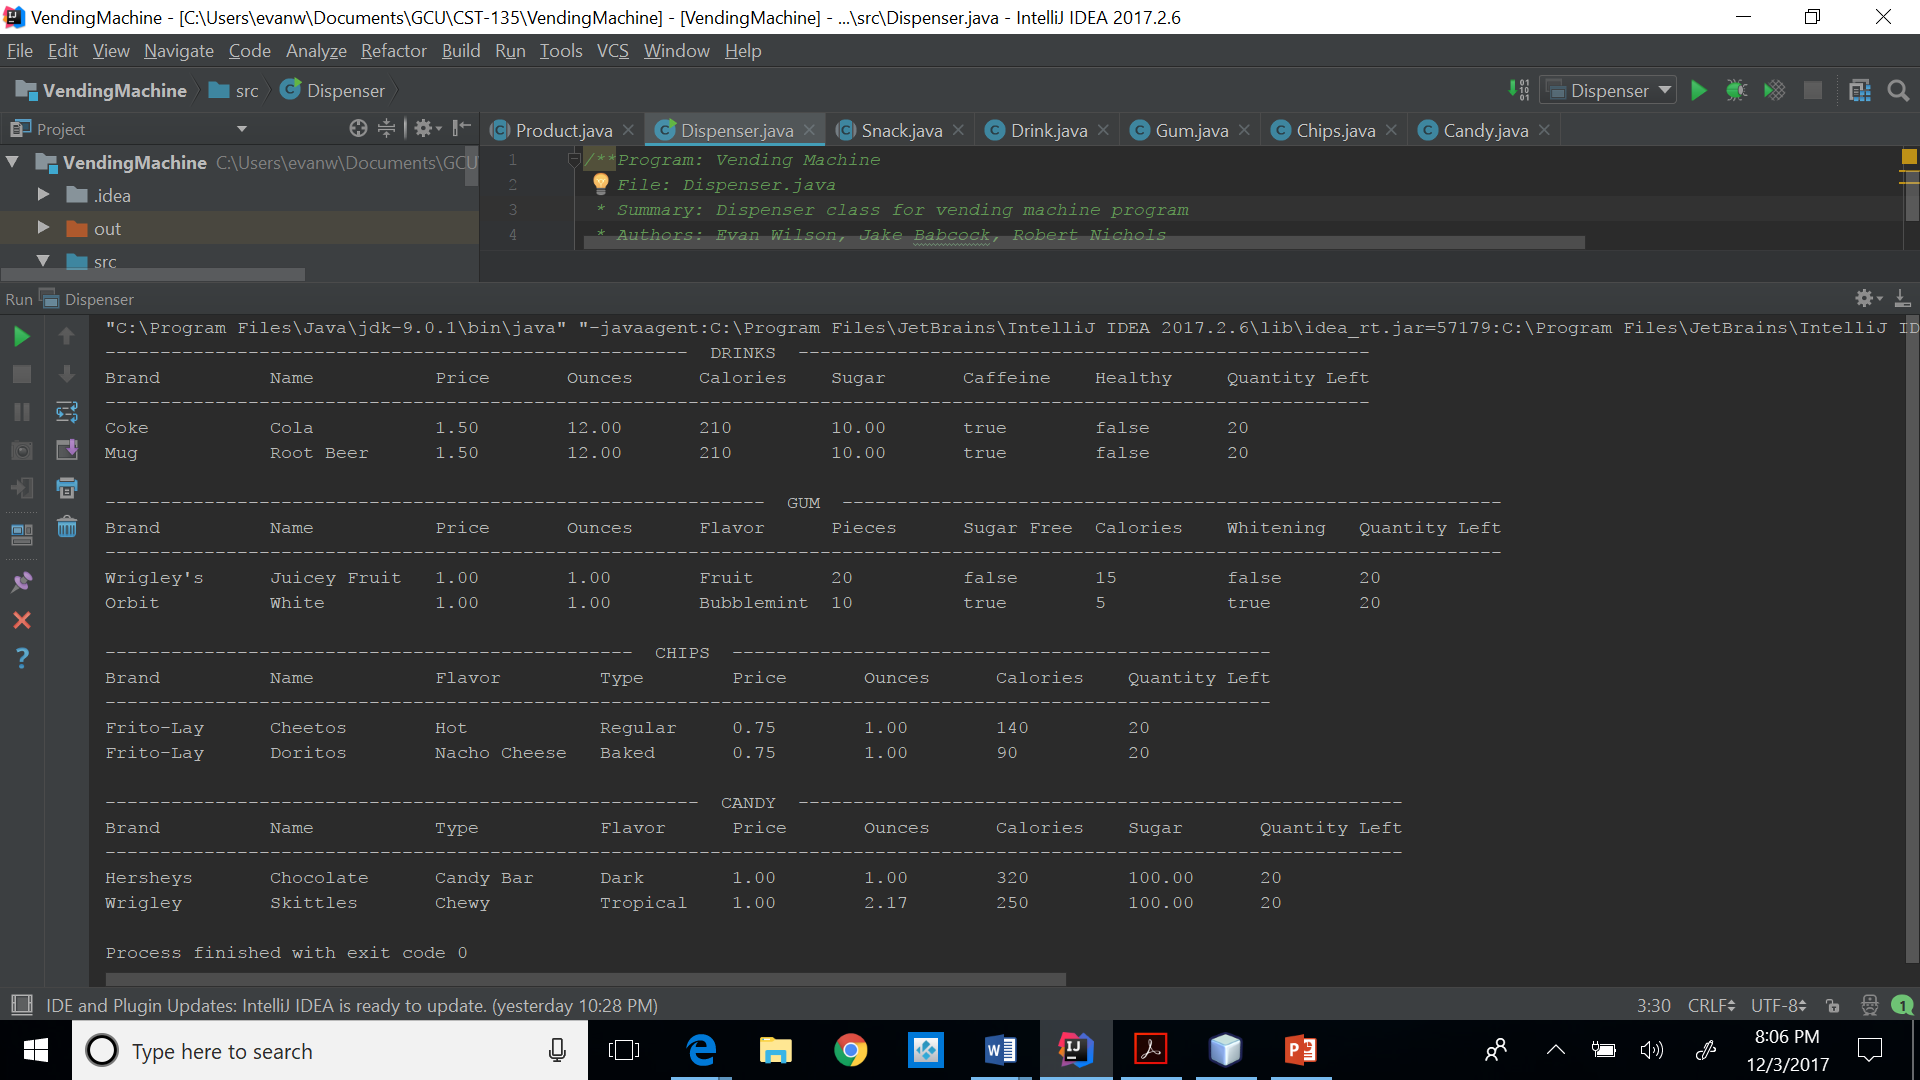 VendingMachine - [C:\Users\evanw\Documents\GCU\CST-135\VendingMachine] - [VendingMachine] - ...\src\Dispenser.java - IntelliJ IDEA 2017.2.6
File Edit View Navigate Code Analyze Refactor Build Run Tools VCS Window Help
VendingMachine src Dispenser Dispenser
Project Product.java Dispenser.java Snack.java Drink.java Gum.java Chips.java Candy.java
VendingMachine C:\Users\evanw\Documents\GCU
.idea
out
src
1 /**Program: Vending Machine
2 File: Dispenser.java
3 * Summary: Dispenser class for vending machine program
4 * Authors: Evan Wilson, Jake Babcock, Robert Nichols
Run Dispenser
"C:\Program Files\Java\jdk-9.0.1\bin\java" "-javaagent:C:\Program Files\JetBrains\IntelliJ IDEA 2017.2.6\lib\idea_rt.jar=57179:C:\Program Files\JetBrains\IntelliJ ID
----------------------------------------------------- DRINKS ----------------------------------------------------
Brand Name Price Ounces Calories Sugar Caffeine Healthy Quantity Left
-------------------------------------------------------------------------------------------------------------------
Coke Cola 1.50 12.00 210 10.00 true false 20
Mug Root Beer 1.50 12.00 210 10.00 true false 20
------------------------------------------------------------ GUM ------------------------------------------------------------
Brand Name Price Ounces Flavor Pieces Sugar Free Calories Whitening Quantity Left
-------------------------------------------------------------------------------------------------------------------------------
Wrigley's Juicey Fruit 1.00 1.00 Fruit 20 false 15 false 20
Orbit White 1.00 1.00 Bubblemint 10 true 5 true 20
------------------------------------------------ CHIPS -------------------------------------------------
Brand Name Flavor Type Price Ounces Calories Quantity Left
----------------------------------------------------------------------------------------------------------
Frito-Lay Cheetos Hot Regular 0.75 1.00 140 20
Frito-Lay Doritos Nacho Cheese Baked 0.75 1.00 90 20
------------------------------------------------------ CANDY -------------------------------------------------------
Brand Name Type Flavor Price Ounces Calories Sugar Quantity Left
----------------------------------------------------------------------------------------------------------------------
Hersheys Chocolate Candy Bar Dark 1.00 1.00 320 100.00 20
Wrigley Skittles Chewy Tropical 1.00 2.17 250 100.00 20
Process finished with exit code 0
IDE and Plugin Updates: IntelliJ IDEA is ready to update. (yesterday 10:28 PM) 3:30 CRLF UTF-8 1
Type here to search
8:06 PM
12/3/2017